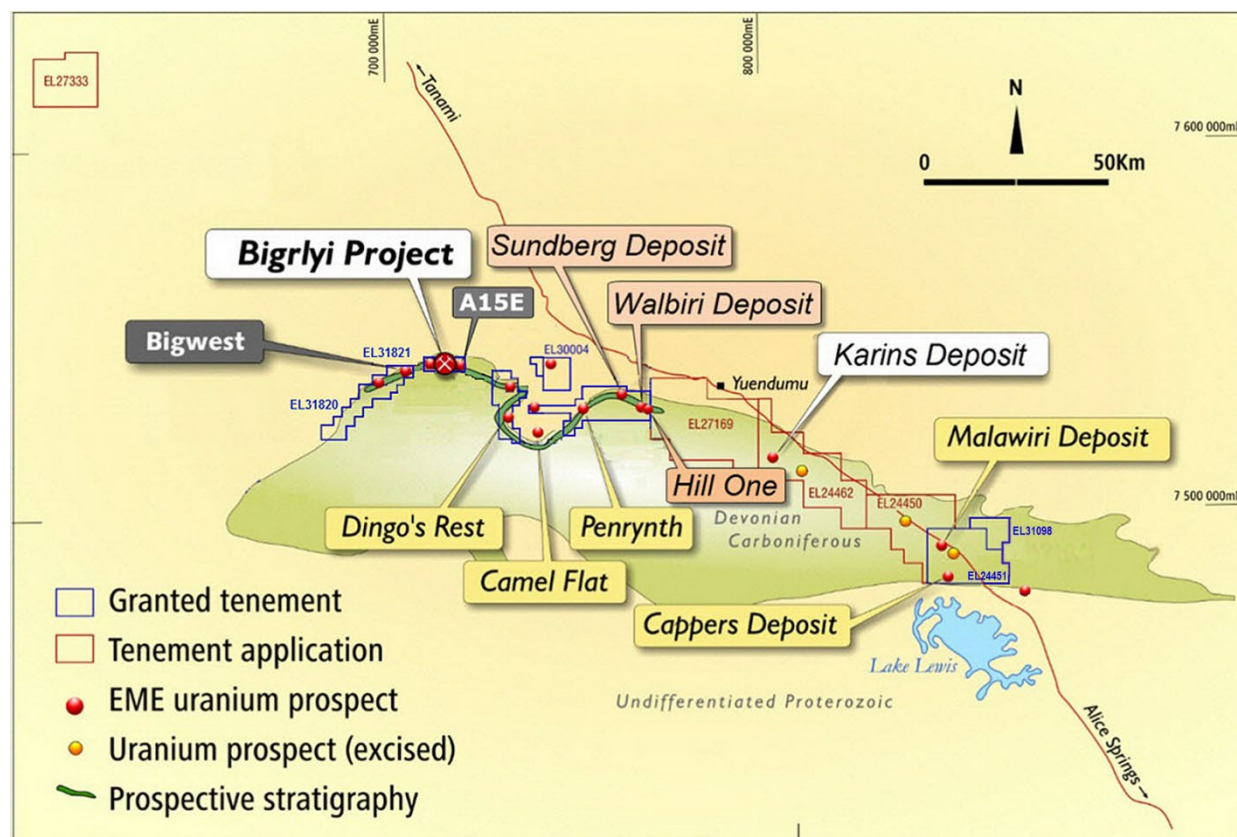 700 000mE
800 000mE
EL27333
Tanami
N
7 600 000mE
0
50Km
Bigrlyi Project
Sundberg Deposit
A15E
Walbiri Deposit
Bigwest
EL31821
EL30004
Karins Deposit
Yuendumu
EL31820
EL27169
Malawiri Deposit
Hill One
EL24462
EL24450
7 500 000mE
Dingo's Rest
Penrynth
Devonian
Carboniferous
EL31098
Camel Flat
EL24451
Cappers Deposit
Granted tenement
Tenement application
Lake Lewis
EME uranium prospect
Undifferentiated Proterozoic
Uranium prospect (excised)
Alice Springs
Prospective stratigraphy